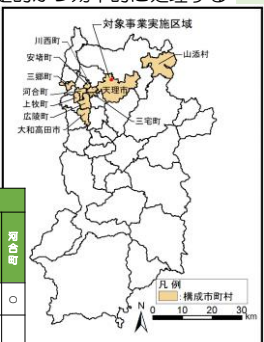 対象事業実施区域
川西町
安堵町
三郷町
河合町
上牧町
広陵町
大和高田市
山添村
天理市
三宅町
河合町
○
凡 例
:構成市町村
N
0 10 20 30
km